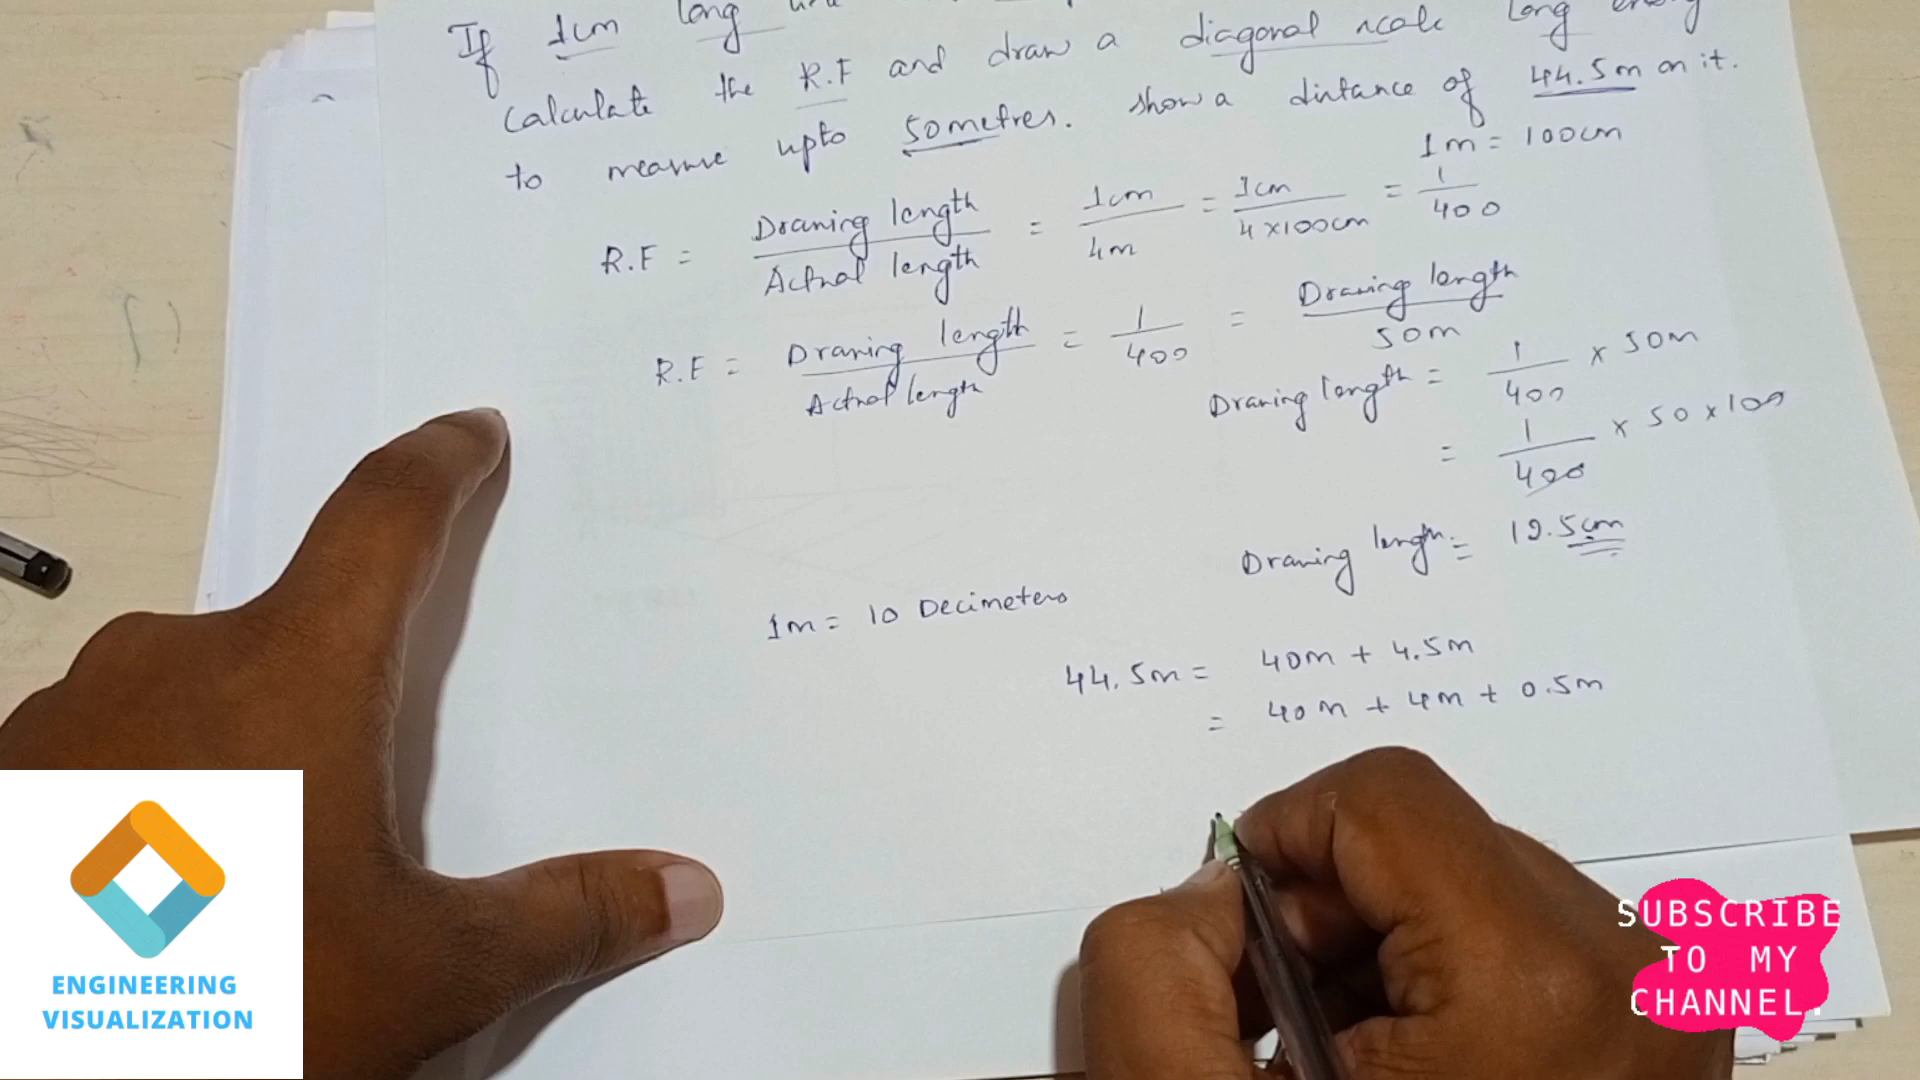 If 1cm long line
Calculate the R.F and draw a diagonal scale long enoug
to measure upto 50metres. show a distance of 44.5m on it.
1m = 100cm
R.F = Drawing length / Actual length = 1cm / 4m = 1cm / 4x100cm = 1 / 400
R.F = Drawing length / Actual length = 1 / 400 = Drawing length / 50m
Drawing length = 1 / 400 x 50m
= 1 / 400 x 50x100
Drawing length = 12.5cm
1m = 10 Decimeters
44.5m = 40m + 4.5m
= 40m + 4m + 0.5m
ENGINEERING
VISUALIZATION
SUBSCRIBE
TO MY
CHANNEL.